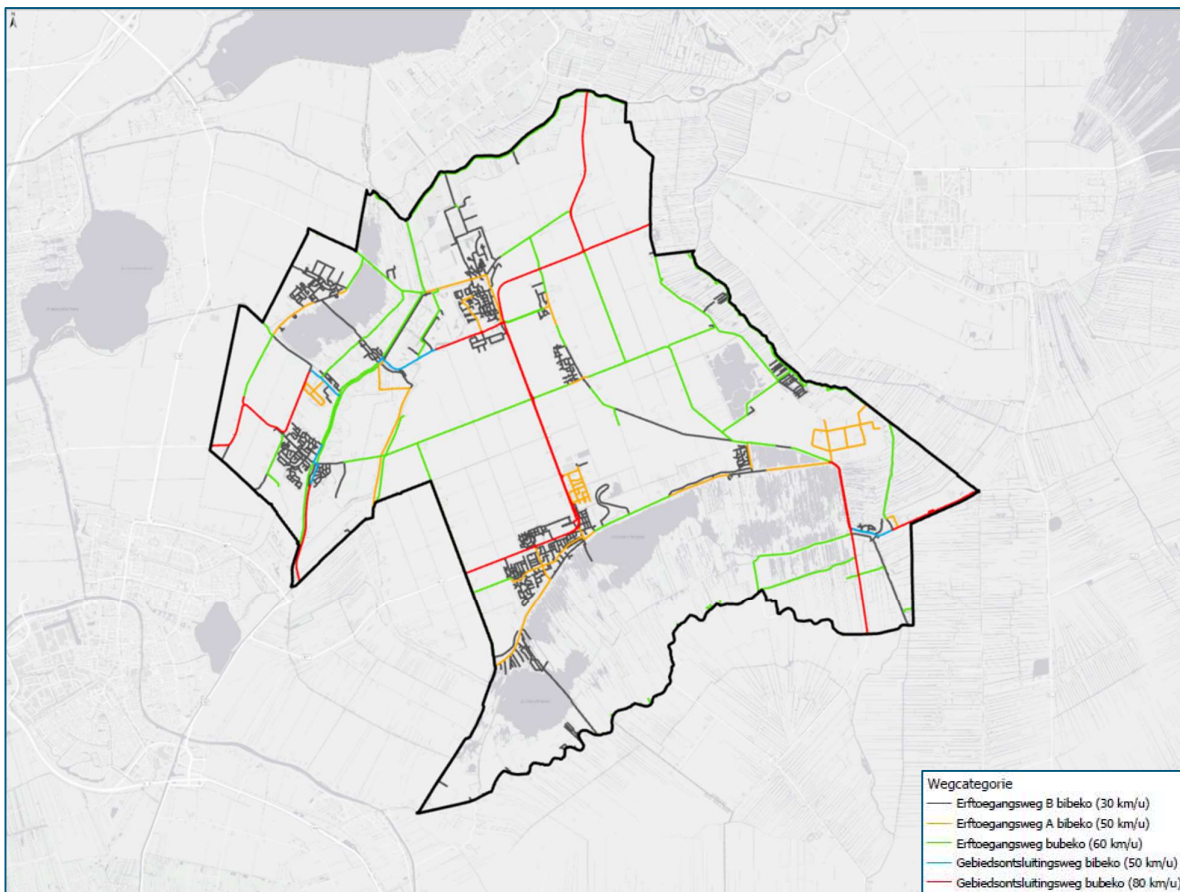 Wegcategorie
Erftoegangsweg B bibeko (30 km/u)
Erftoegangsweg A bibeko (50 km/u)
Erftoegangsweg bubeko (60 km/u)
Gebiedsontsluitingsweg bibeko (50 km/u)
Gebiedsontsluitingsweg bubeko (80 km/u)